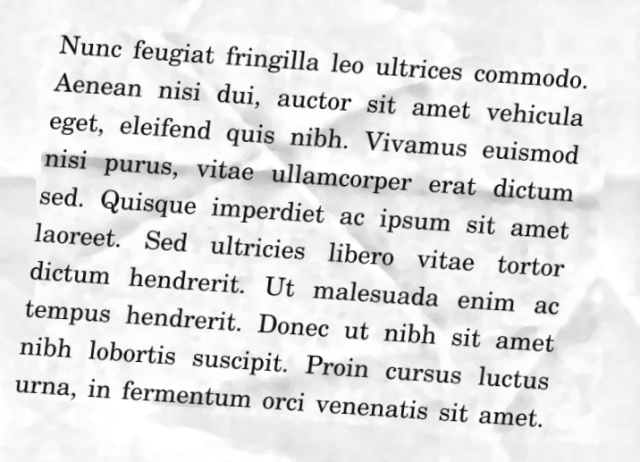 Nunc feugiat fringilla leo ultrices commodo.
Aenean nisi dui, auctor sit amet vehicula
eget, eleifend quis nibh. Vivamus euismod
nisi purus, vitae ullamcorper erat dictum
sed. Quisque imperdiet ac ipsum sit amet
laoreet. Sed ultricies libero vitae tortor
dictum hendrerit. Ut malesuada enim ac
tempus hendrerit. Donec ut nibh sit amet
nibh lobortis suscipit. Proin cursus luctus
urna, in fermentum orci venenatis sit amet.